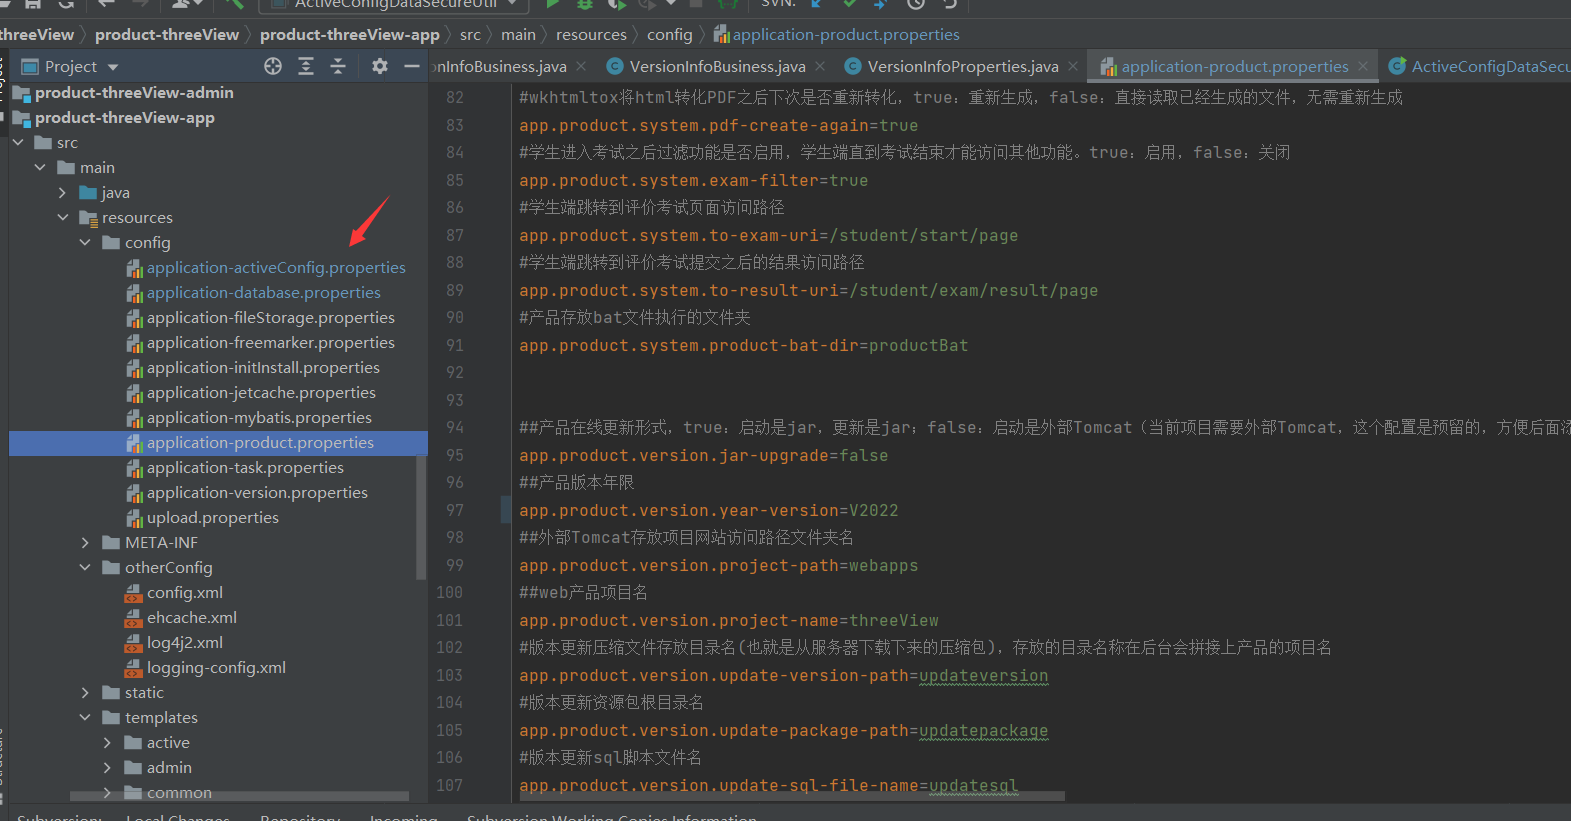 ActiveConfigDataSecureUtil
SVN:
threeView
product-threeView
product-threeView-app
src
main
resources
config
application-product.properties
Project
nInfoBusiness.java
VersionInfoBusiness.java
VersionInfoProperties.java
application-product.properties
ActiveConfigDataSecu
product-threeView-admin
product-threeView-app
src
main
java
resources
config
application-activeConfig.properties
application-database.properties
application-fileStorage.properties
application-freemarker.properties
application-initInstall.properties
application-jetcache.properties
application-mybatis.properties
application-product.properties
application-task.properties
application-version.properties
upload.properties
META-INF
otherConfig
config.xml
ehcache.xml
log4j2.xml
logging-config.xml
static
templates
active
admin
common
82 #wkhtmltox将html转化PDF之后下次是否重新转化，true：重新生成，false：直接读取已经生成的文件，无需重新生成
83 app.product.system.pdf-create-again=true
84 #学生进入考试之后过滤功能是否启用，学生端直到考试结束才能访问其他功能。true：启用，false：关闭
85 app.product.system.exam-filter=true
86 #学生端跳转到评价考试页面访问路径
87 app.product.system.to-exam-uri=/student/start/page
88 #学生端跳转到评价考试提交之后的结果访问路径
89 app.product.system.to-result-uri=/student/exam/result/page
90 #产品存放bat文件执行的文件夹
91 app.product.system.product-bat-dir=productBat
92
93
94 ##产品在线更新形式，true：启动是jar，更新是jar；false：启动是外部Tomcat（当前项目需要外部Tomcat，这个配置是预留的，方便后面
95 app.product.version.jar-upgrade=false
96 ##产品版本年限
97 app.product.version.year-version=V2022
98 ##外部Tomcat存放项目网站访问路径文件夹名
99 app.product.version.project-path=webapps
100 ##web产品项目名
101 app.product.version.project-name=threeView
102 #版本更新压缩文件存放目录名(也就是从服务器下载下来的压缩包)，存放的目录名称在后台会拼接上产品的项目名
103 app.product.version.update-version-path=updateversion
104 #版本更新资源包根目录名
105 app.product.version.update-package-path=updatepackage
106 #版本更新sql脚本文件名
107 app.product.version.update-sql-file-name=updatesql
Subversion:
Local Changes
Repository
Incoming
Subversion Working Copies Information